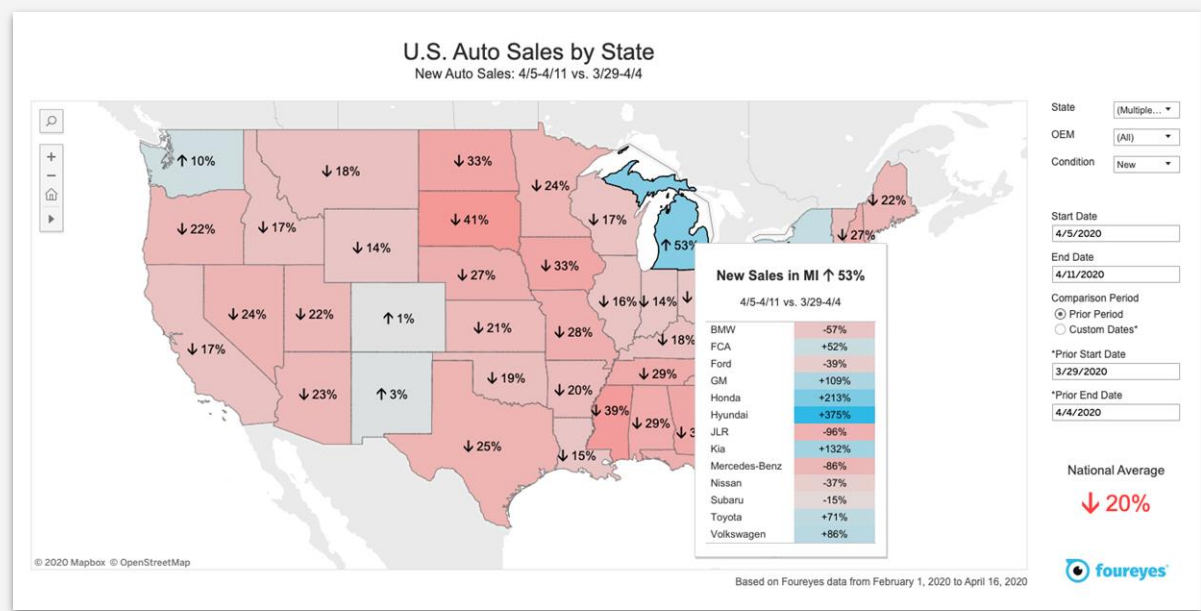 U.S. Auto Sales by State
New Auto Sales: 4/5-4/11 vs. 3/29-4/4
↑ 10%
↓ 18%
↓ 33%
↓ 24%
↓ 22%
↓ 22%
↓ 17%
↓ 14%
↓ 41%
↓ 17%
↑ 53%
↓ 27%
↓ 27%
↓ 33%
↓ 24%
↓ 22%
↑ 1%
↓ 16%
↓ 14%
↓ 17%
↓ 21%
↓ 28%
↓ 18%
↓ 23%
↑ 3%
↓ 19%
↓ 20%
↓ 29%
↓ 25%
↓ 15%
↓ 39%
↓ 29%
New Sales in MI ↑ 53%
4/5-4/11 vs. 3/29-4/4
BMW -57%
FCA +52%
Ford -39%
GM +109%
Honda +213%
Hyundai +375%
JLR -96%
Kia +132%
Mercedes-Benz -86%
Nissan -37%
Subaru -15%
Toyota +71%
Volkswagen +86%
© 2020 Mapbox © OpenStreetMap
Based on Foureyes data from February 1, 2020 to April 16, 2020
State (Multiple...
OEM (All)
Condition New
Start Date
4/5/2020
End Date
4/11/2020
Comparison Period
Prior Period
Custom Dates*
*Prior Start Date
3/29/2020
*Prior End Date
4/4/2020
National Average
↓ 20%
foureyes